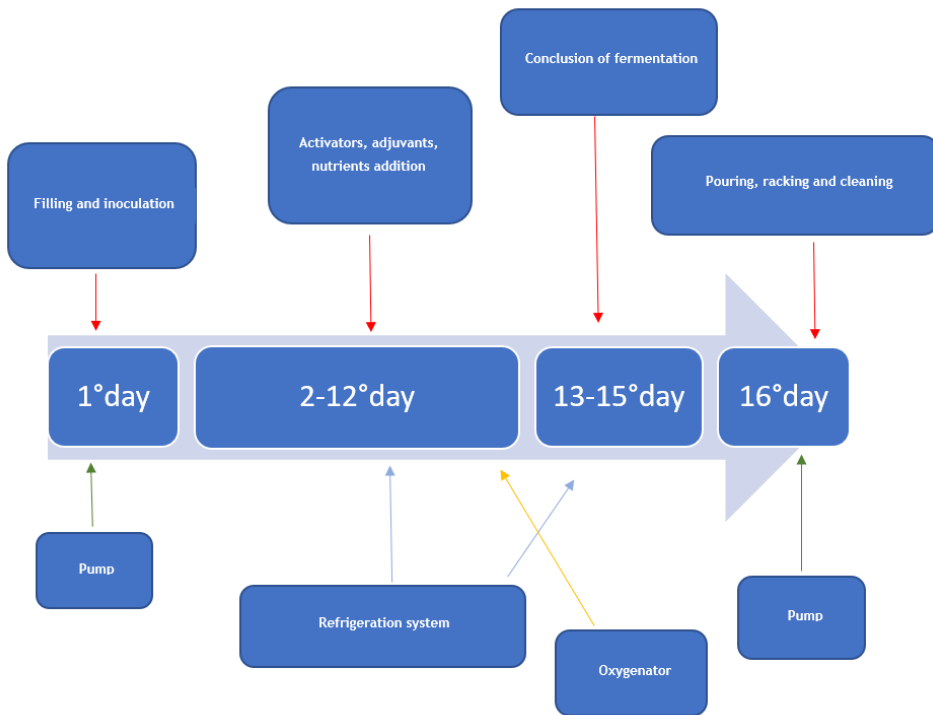 Conclusion of fermentation
Activators, adjuvants,
nutrients addition
Filling and inoculation
Pouring, racking and cleaning
1°day
2-12°day
13-15°day
16°day
Pump
Refrigeration system
Pump
Oxygenator